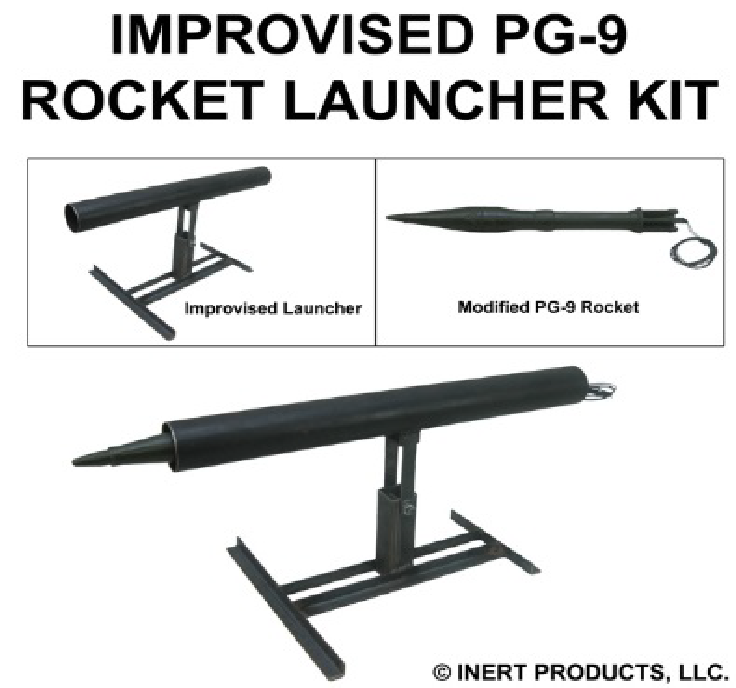 IMPROVISED PG-9
ROCKET LAUNCHER KIT
Improvised Launcher
Modified PG-9 Rocket
© INERT PRODUCTS, LLC.